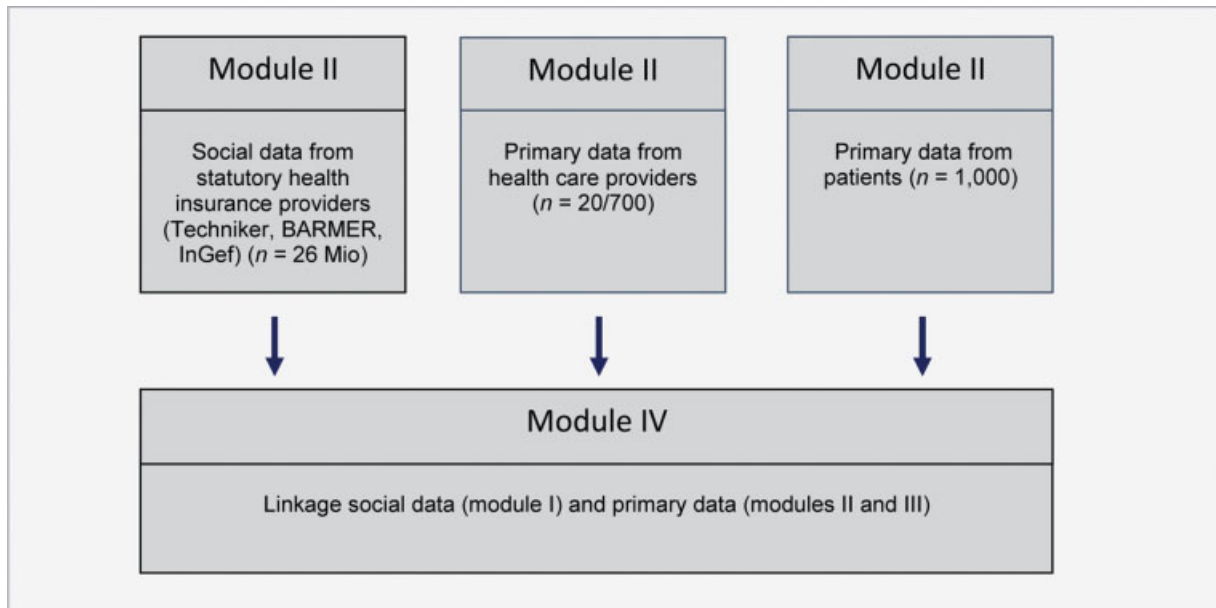 Module II
Social data from
statutory health
insurance providers
(Techniker, BARMER,
InGef) (n = 26 Mio)
Module II
Primary data from
health care providers
(n = 20/700)
Module II
Primary data from
patients (n = 1,000)
Module IV
Linkage social data (module I) and primary data (modules II and III)